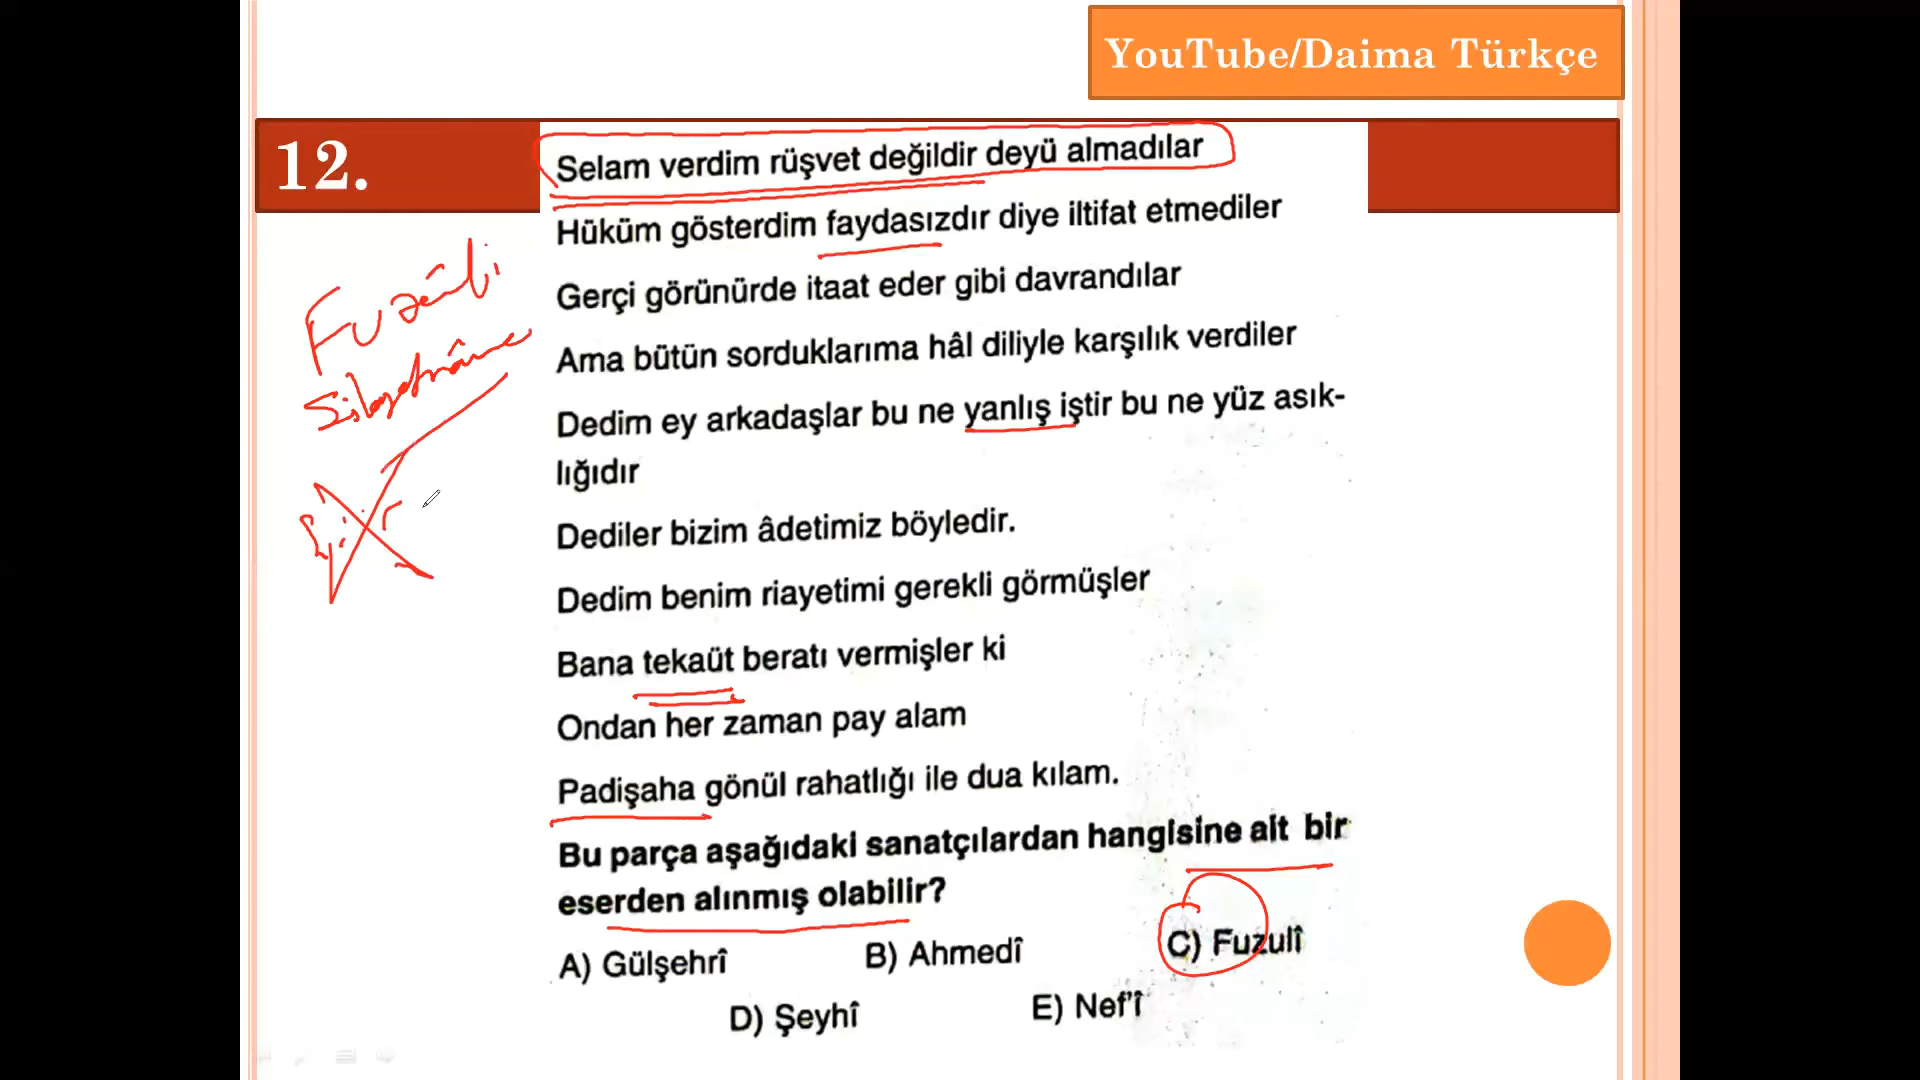 YouTube/Daima Türkçe
12.
Selam verdim rüşvet değildir deyü almadılar
Hüküm gösterdim faydasızdır diye iltifat etmediler
Gerçi görünürde itaat eder gibi davrandılar
Ama bütün sorduklarıma hâl diliyle karşılık verdiler
Dedim ey arkadaşlar bu ne yanlış iştir bu ne yüz asık-
lığıdır
Dediler bizim âdetimiz böyledir.
Dedim benim riayetimi gerekli görmüşler
Bana tekaüt beratı vermişler ki
Ondan her zaman pay alam
Padişaha gönül rahatlığı ile dua kılam.
Bu parça aşağıdaki sanatçılardan hangisine ait bir
eserden alınmış olabilir?
A) Gülşehrî B) Ahmedî C) Fuzulî
D) Şeyhî E) Nef'î
Fuzûlî